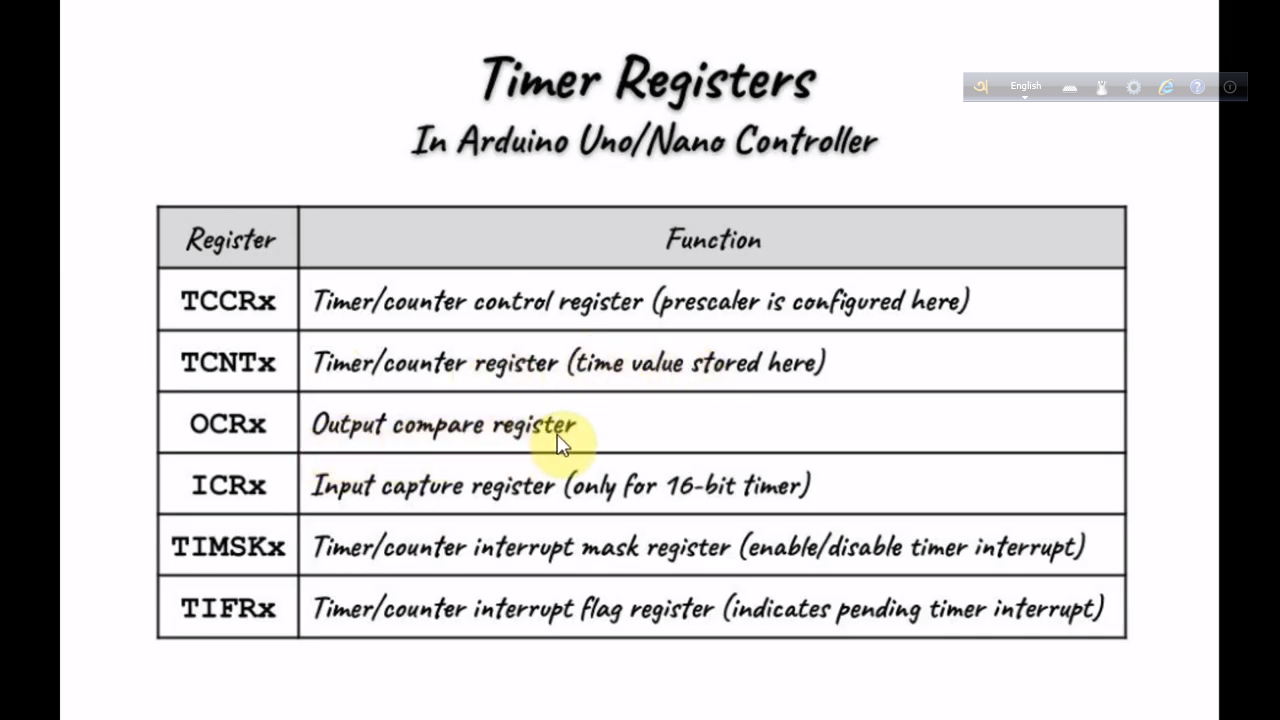 Timer Registers
English
In Arduino Uno/Nano Controller
Register Function
TCCRx Timer/counter control register (prescaler is configured here)
TCNTx Timer/counter register (time value stored here)
OCRx Output compare register
ICRx Input capture register (only for 16-bit timer)
TIMSKx Timer/counter interrupt mask register (enable/disable timer interrupt)
TIFRx Timer/counter interrupt flag register (indicates pending timer interrupt)